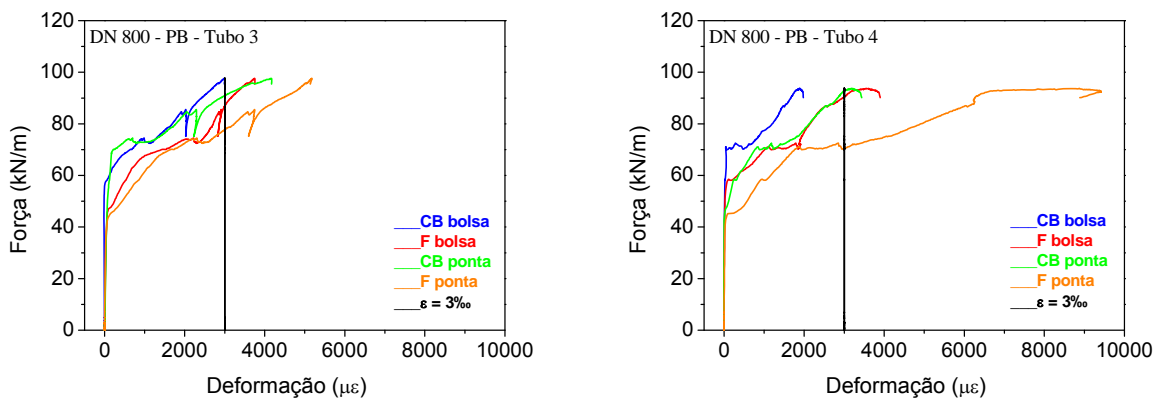 DN 800 - PB - Tubo 3
120
100
80
60
40
20
0
Força (kN/m)
CB bolsa
F bolsa
CB ponta
F ponta
ε = 3‰
0 2000 4000 6000 8000 10000
Deformação (με)
DN 800 - PB - Tubo 4
120
100
80
60
40
20
0
Força (kN/m)
CB bolsa
F bolsa
CB ponta
F ponta
ε = 3‰
0 2000 4000 6000 8000 10000
Deformação (με)